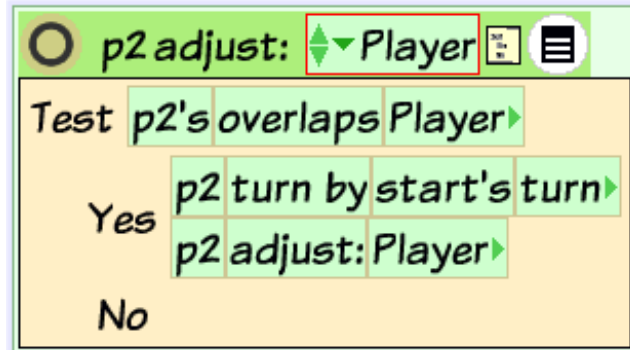 p2 adjust: Player
Test p2's overlaps Player
Yes
p2 turn by start's turn
p2 adjust: Player
No